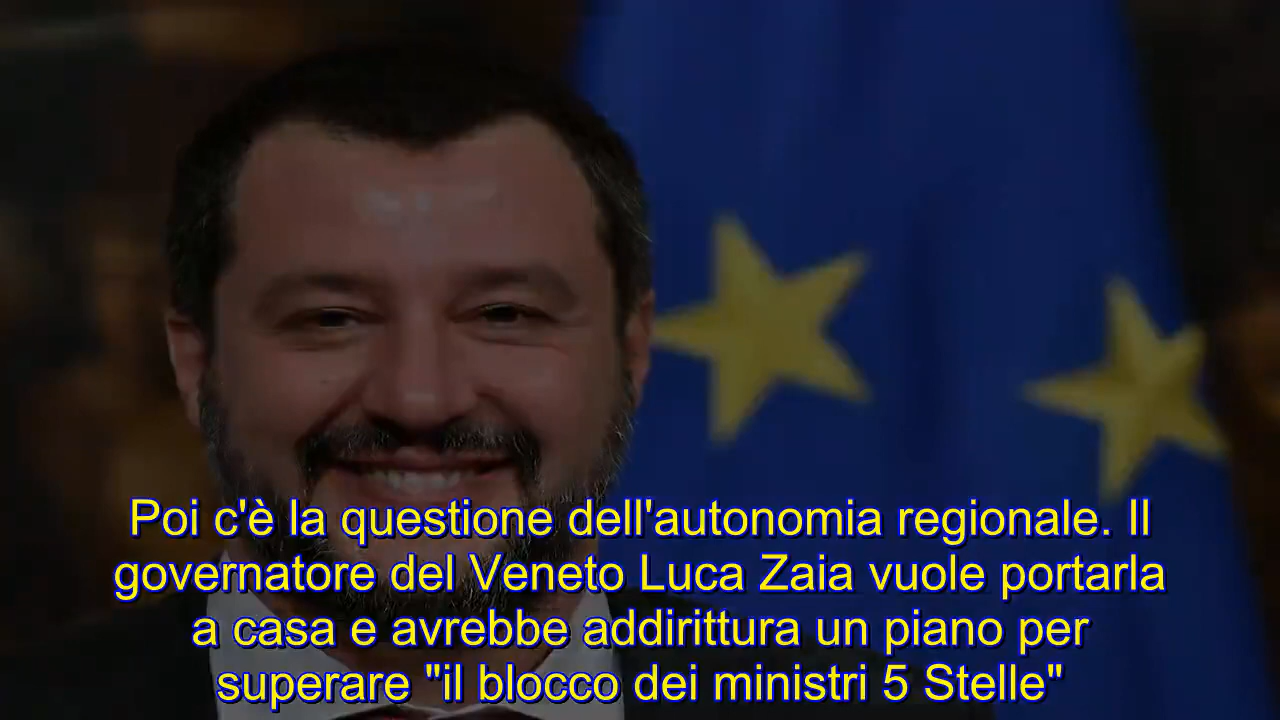 Poi c'è la questione dell'autonomia regionale. Il
governatore del Veneto Luca Zaia vuole portarla
a casa e avrebbe addirittura un piano per
superare "il blocco dei ministri 5 Stelle"